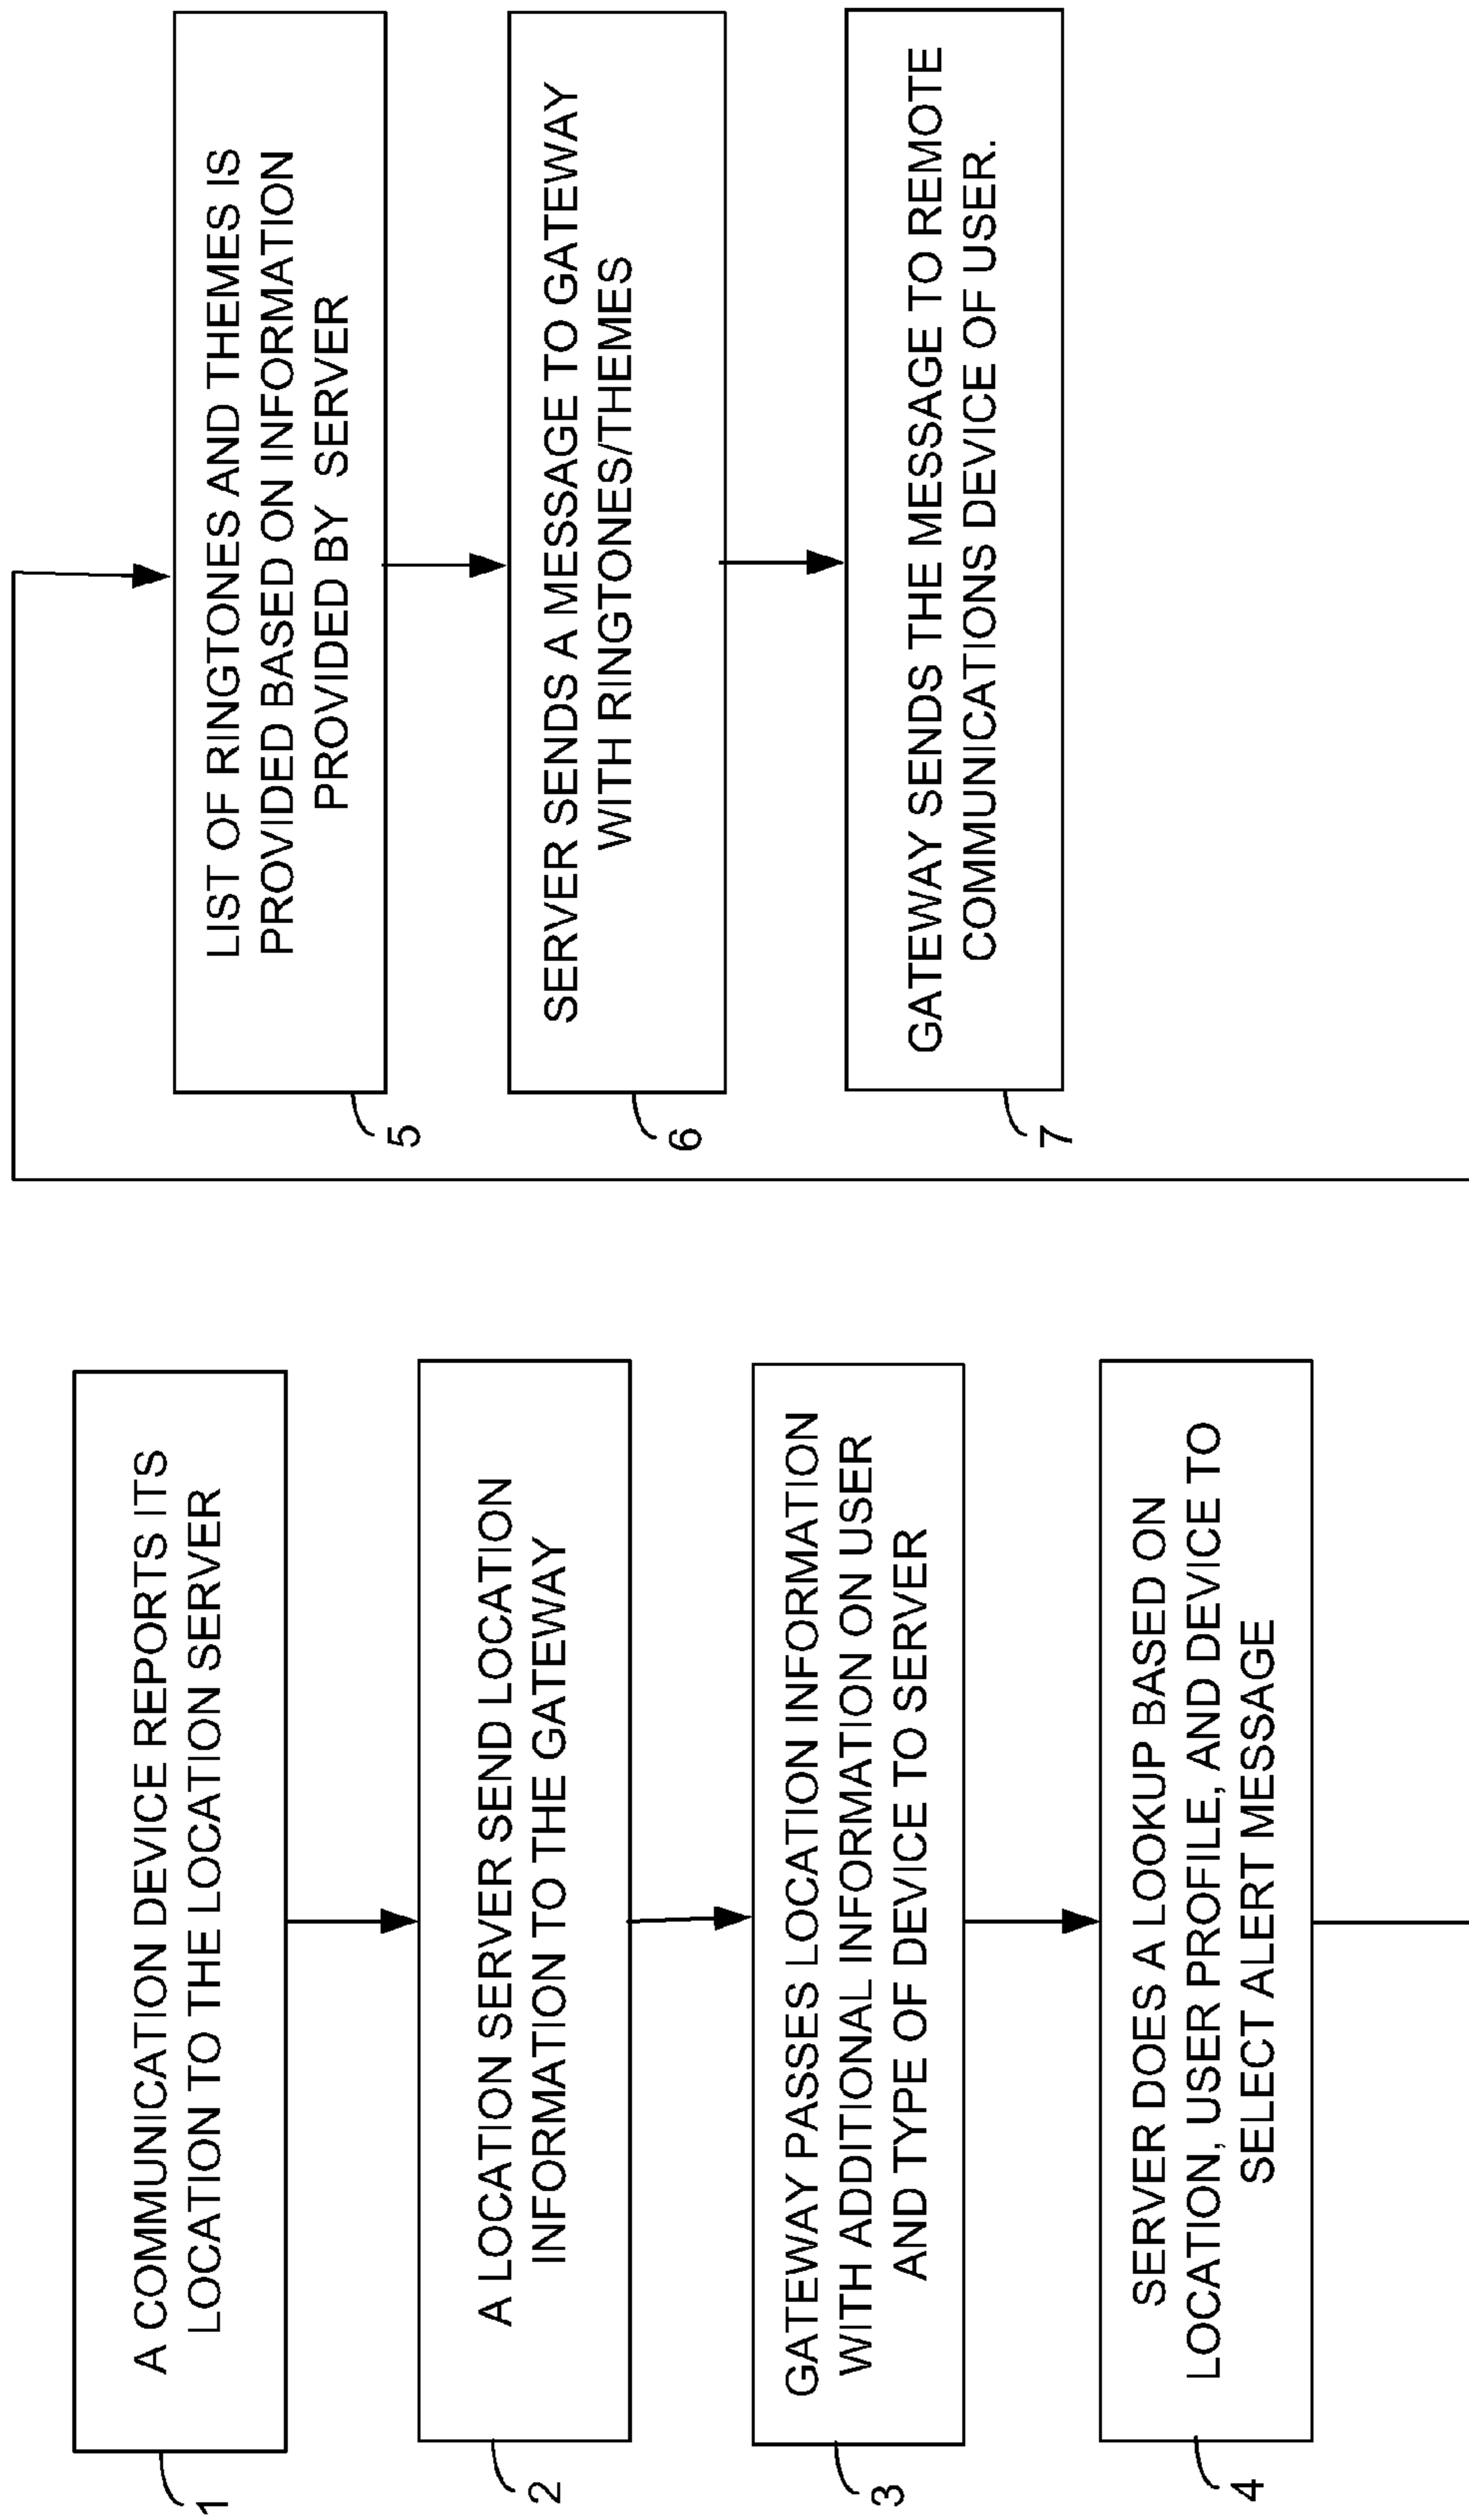 A COMMUNICATION DEVICE REPORTS ITS
LOCATION TO THE LOCATION SERVER
1
A LOCATION SERVER SEND LOCATION
INFORMATION TO THE GATEWAY
2
GATEWAY PASSES LOCATION INFORMATION
WITH ADDITIONAL INFORMATION ON USER
AND TYPE OF DEVICE TO SERVER
3
SERVER DOES A LOOKUP BASED ON
LOCATION, USER PROFILE, AND DEVICE TO
SELECT ALERT MESSAGE
4
LIST OF RINGTONES AND THEMES IS
PROVIDED BASED ON INFORMATION
PROVIDED BY SERVER
5
SERVER SENDS A MESSAGE TO GATEWAY
WITH RINGTONES/THEMES
6
GATEWAY SENDS THE MESSAGE TO REMOTE
COMMUNICATIONS DEVICE OF USER.
7